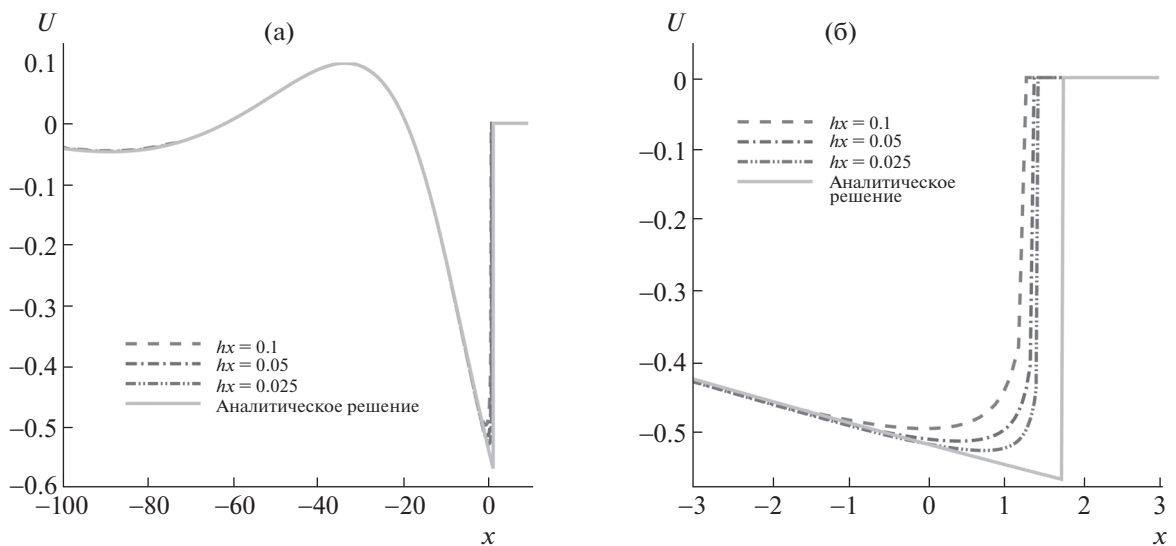 U
(а)
0.1
0
–0.1
–0.2
–0.3
–0.4
–0.5
–0.6
–100
–80
–60
–40
–20
0
x
hx = 0.1
hx = 0.05
hx = 0.025
Аналитическое решение
U
(б)
0
–0.1
–0.2
–0.3
–0.4
–0.5
–3
–2
–1
0
1
2
3
x
hx = 0.1
hx = 0.05
hx = 0.025
Аналитическое
решение